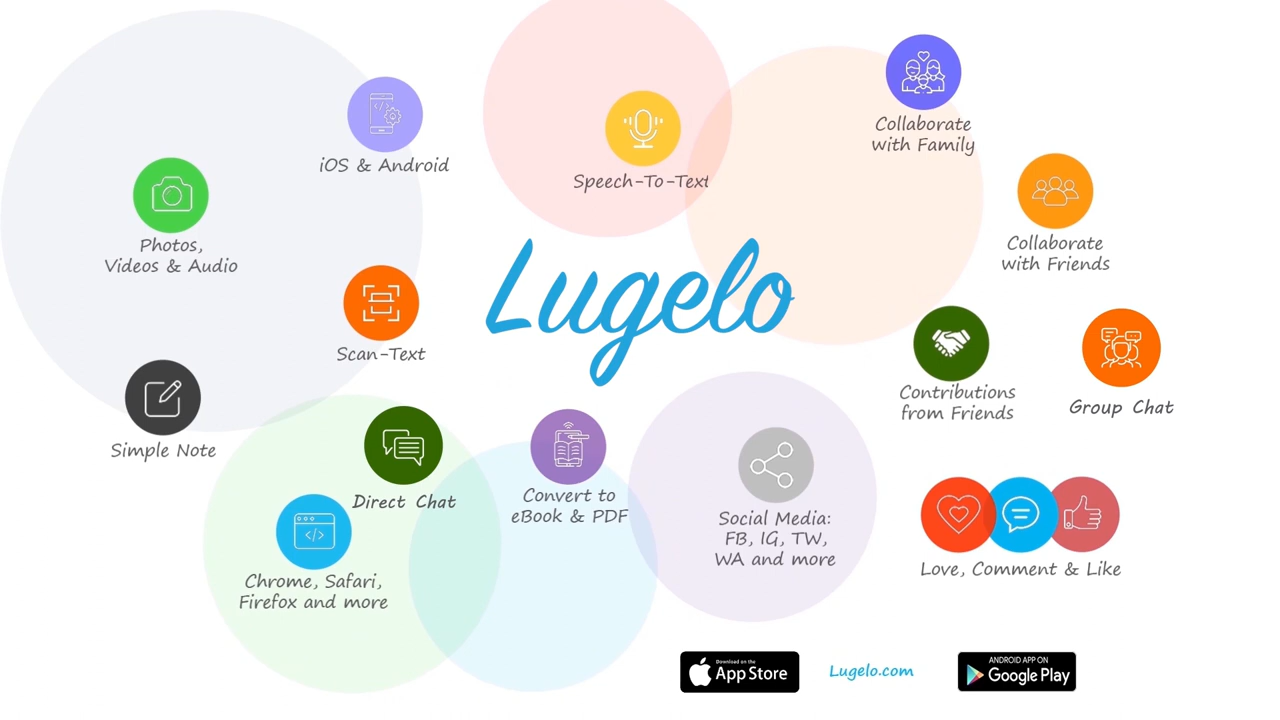 iOS & Android
Photos,
Videos & Audio
Scan-Text
Simple Note
Speech-To-Text
Collaborate
with Family
Collaborate
with Friends
Lugelo
Contributions
from Friends
Group Chat
Direct Chat
Chrome, Safari,
Firefox and more
Convert to
eBook & PDF
Social Media:
FB, IG, TW,
WA and more
Love, Comment & Like
Download on the
App Store
Lugelo.com
ANDROID APP ON
Google Play